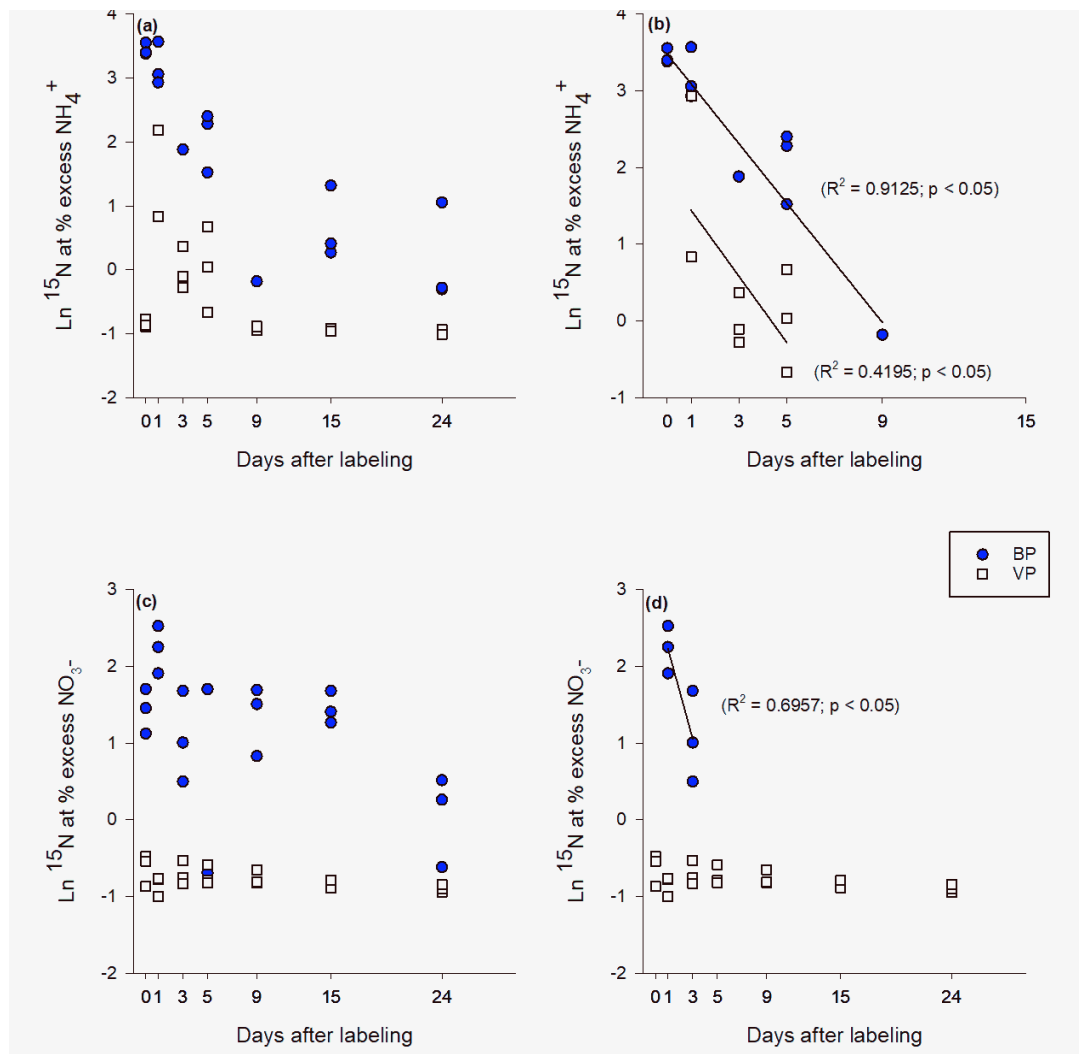 (a)
4
3
2
1
0
-1
-2
Ln 15N at % excess NH4+
0 1 3 5 9 15 24
Days after labeling
(b)
4
3
2
1
0
-1
Ln 15N at % excess NH4+
(R2 = 0.9125; p < 0.05)
(R2 = 0.4195; p < 0.05)
0 1 3 5 9 15
Days after labeling
BP
VP
(c)
3
2
1
0
-1
-2
Ln 15N at % excess NO3-
0 1 3 5 9 15 24
Days after labeling
(d)
3
2
1
0
-1
-2
Ln 15N at % excess NO3-
(R2 = 0.6957; p < 0.05)
0 1 3 5 9 15 24
Days after labeling